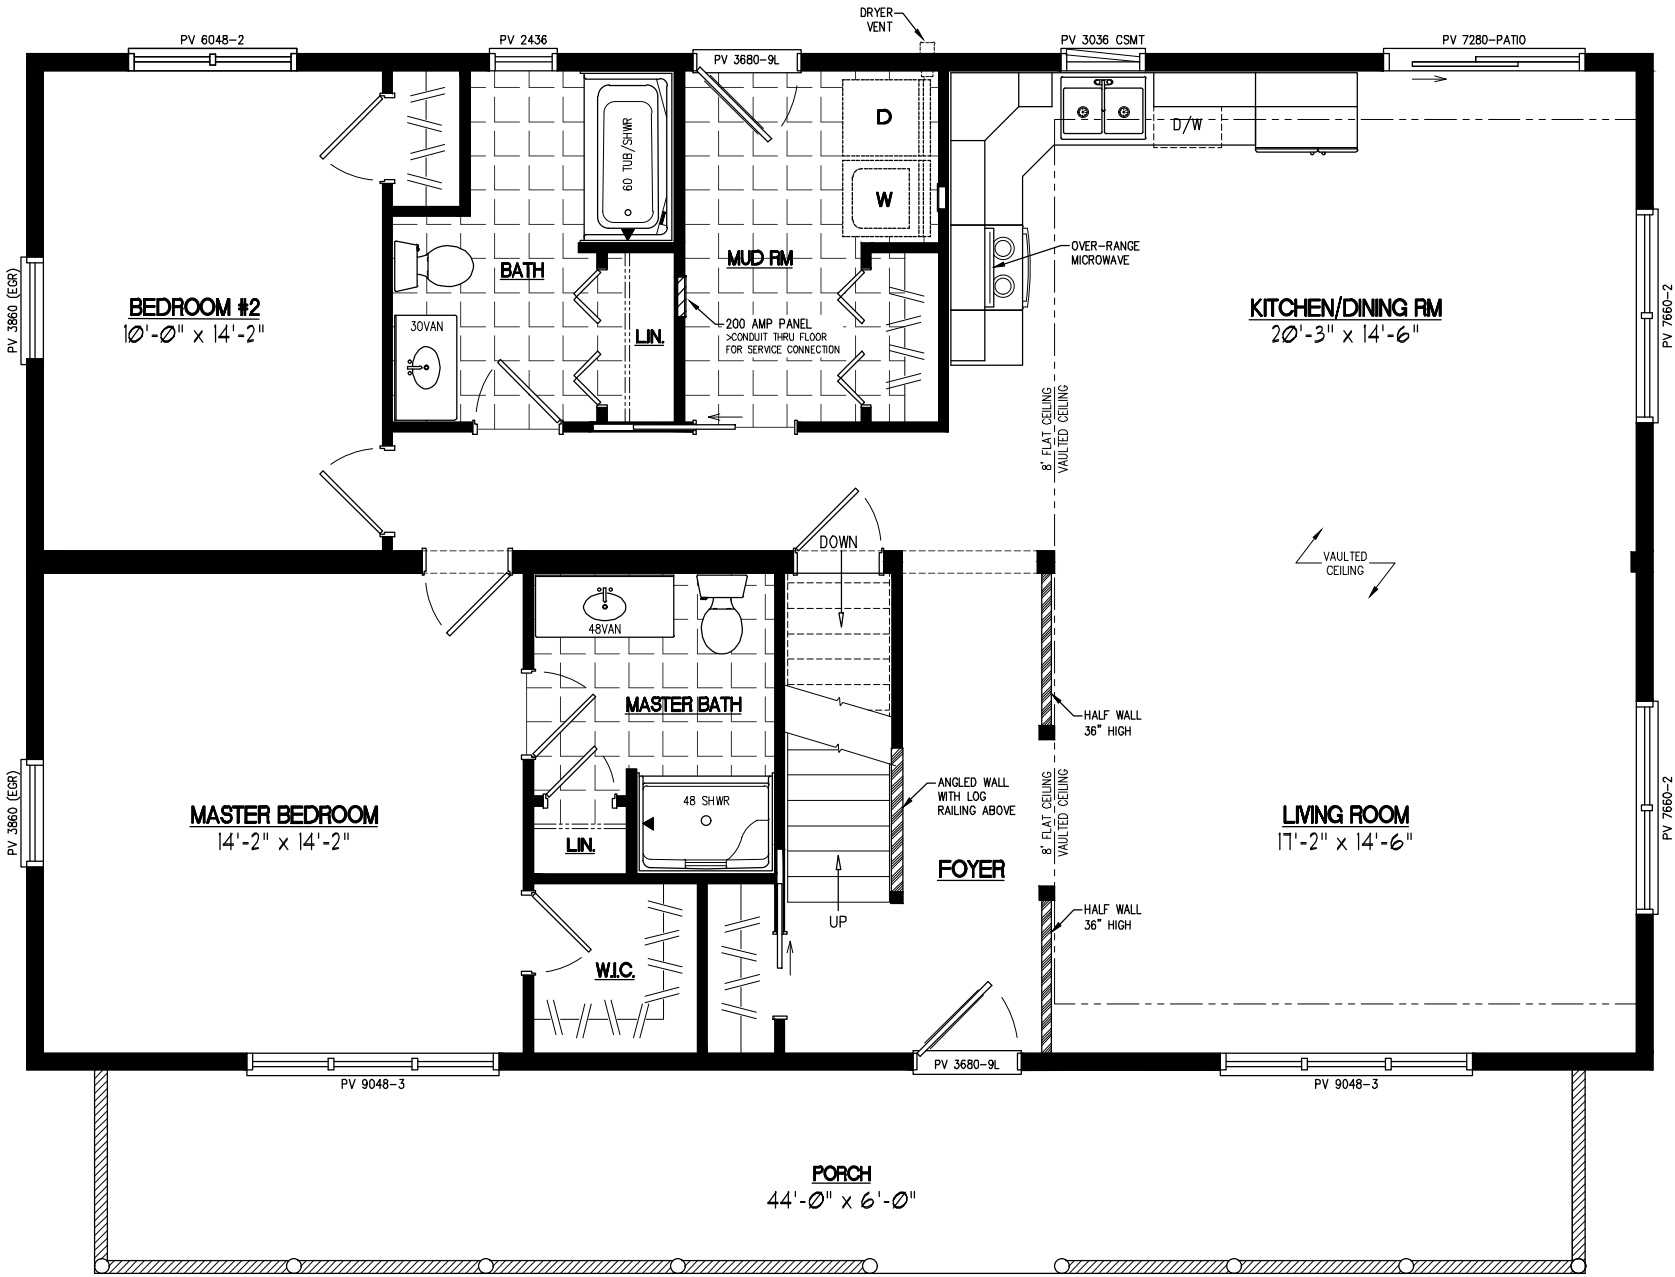 DRYER
VENT
PV 6048-2
PV 2436
PV 3680-9L
PV 3036 CSMT
PV 7280-PATIO
D
W
60 TUB/SHWR
D/W
OVER-RANGE
MICROWAVE
BATH
MUD RM
BEDROOM #2
10'-0" x 14'-2"
30VAN
LIN.
200 AMP PANEL
>CONDUIT THRU FLOOR
FOR SERVICE CONNECTION
KITCHEN/DINING RM
20'-3" x 14'-6"
PV 3860 (EGR)
PV 7660-2
8' FLAT CEILING
VAULTED CEILING
DOWN
VAULTED
CEILING
48VAN
MASTER BATH
HALF WALL
36" HIGH
ANGLED WALL
WITH LOG
RAILING ABOVE
48 SHWR
MASTER BEDROOM
14'-2" x 14'-2"
LIN.
FOYER
LIVING ROOM
17'-2" x 14'-6"
PV 3860 (EGR)
PV 7660-2
8' FLAT CEILING
VAULTED CEILING
UP
HALF WALL
36" HIGH
W.I.C.
PV 9048-3
PV 3680-9L
PV 9048-3
PORCH
44'-0" x 6'-0"